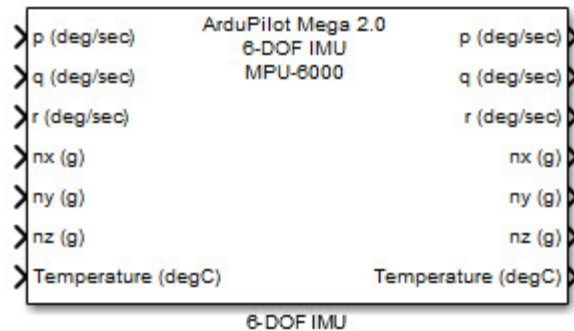 ArduPilot Mega 2.0
6-DOF IMU
MPU-6000
p (deg/sec) p (deg/sec)
q (deg/sec) q (deg/sec)
r (deg/sec) r (deg/sec)
nx (g) nx (g)
ny (g) ny (g)
nz (g) nz (g)
Temperature (degC) Temperature (degC)
6-DOF IMU